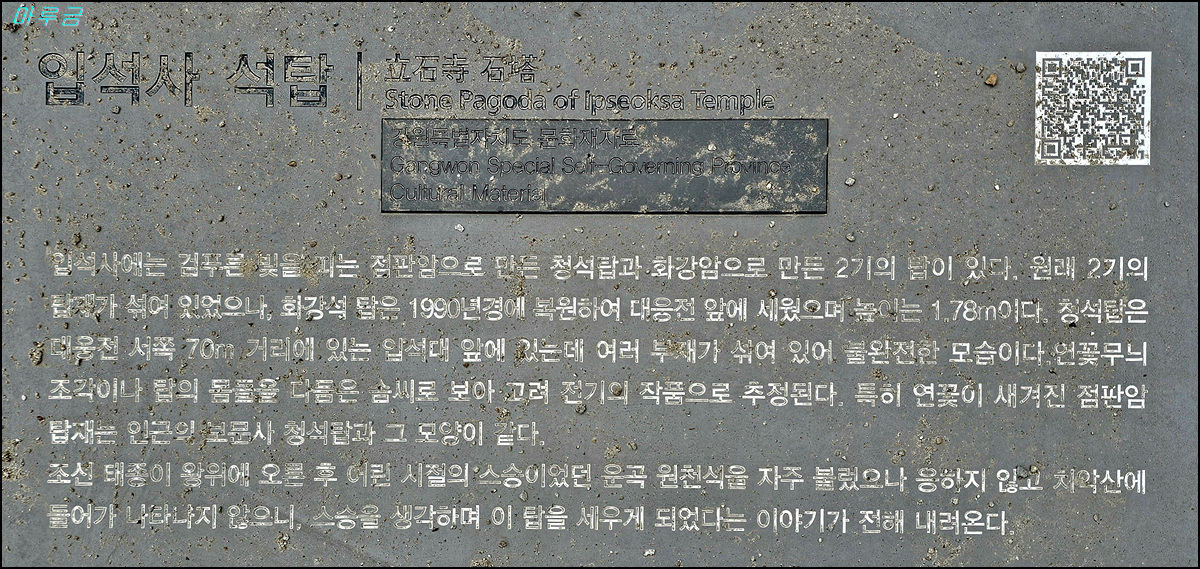 마루금
입석사 석탑
立石寺 石塔
Stone Pagoda of Ipseoksa Temple
강원특별자치도 문화재자료
Gangwon Special Self-Governing Province
Cultural Material
입석사에는 검푸른 빛을 띠는 점판암으로 만든 청석탑과 화강암으로 만든 2기의 탑이 있다. 원래 2기의
탑재가 섞여 있었으나, 화강석 탑은 1990년경에 복원하여 대웅전 앞에 세웠으며 높이는 1.78m이다. 청석탑은
대웅전 서쪽 70m 거리에 있는 입석대 앞에 있는데 여러 부재가 섞여 있어 불완전한 모습이다. 연꽃무늬
조각이나 탑의 몸돌을 다듬은 솜씨로 보아 고려 전기의 작품으로 추정된다. 특히 연꽃이 새겨진 점판암
탑재는 인근의 보문사 청석탑과 그 모양이 같다.
조선 태종이 왕위에 오른 후 어린 시절의 스승이었던 운곡 원천석을 자주 불렀으나 응하지 않고 치악산에
들어가 나타나지 않으니, 스승을 생각하며 이 탑을 세우게 되었다는 이야기가 전해 내려온다.